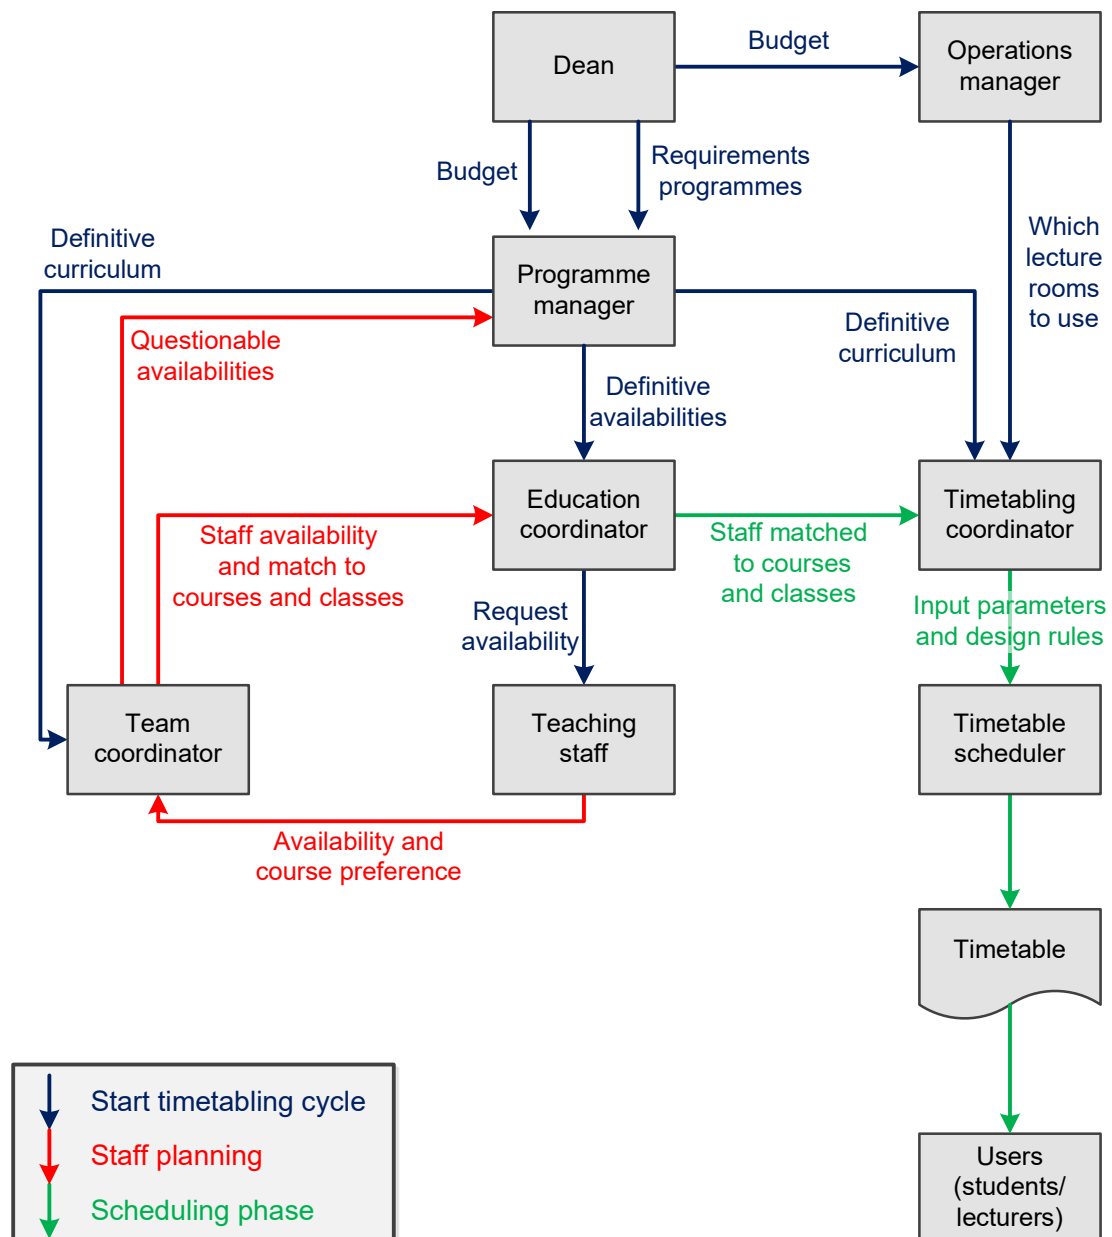 Dean
Budget
Operations
manager
Budget
Requirements
programmes
Definitive
curriculum
Programme
manager
Which
lecture
rooms
to use
Questionable
availabilities
Definitive
curriculum
Definitive
availabilities
Education
coordinator
Timetabling
coordinator
Staff availability
and match to
courses and classes
Staff matched
to courses
and classes
Request
availability
Input parameters
and design rules
Team
coordinator
Teaching
staff
Timetable
scheduler
Availability and
course preference
Timetable
Start timetabling cycle
Staff planning
Scheduling phase
Users
(students/
lecturers)